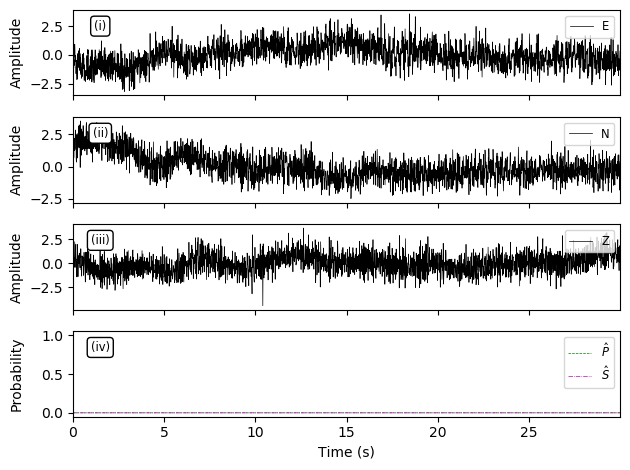 Amplitude
2.5
0.0
−2.5
(i)
E
Amplitude
2.5
0.0
−2.5
(ii)
N
Amplitude
2.5
0.0
−2.5
(iii)
Z
Probability
1.0
0.5
0.0
(iv)
P̂
Ŝ
0 5 10 15 20 25
Time (s)